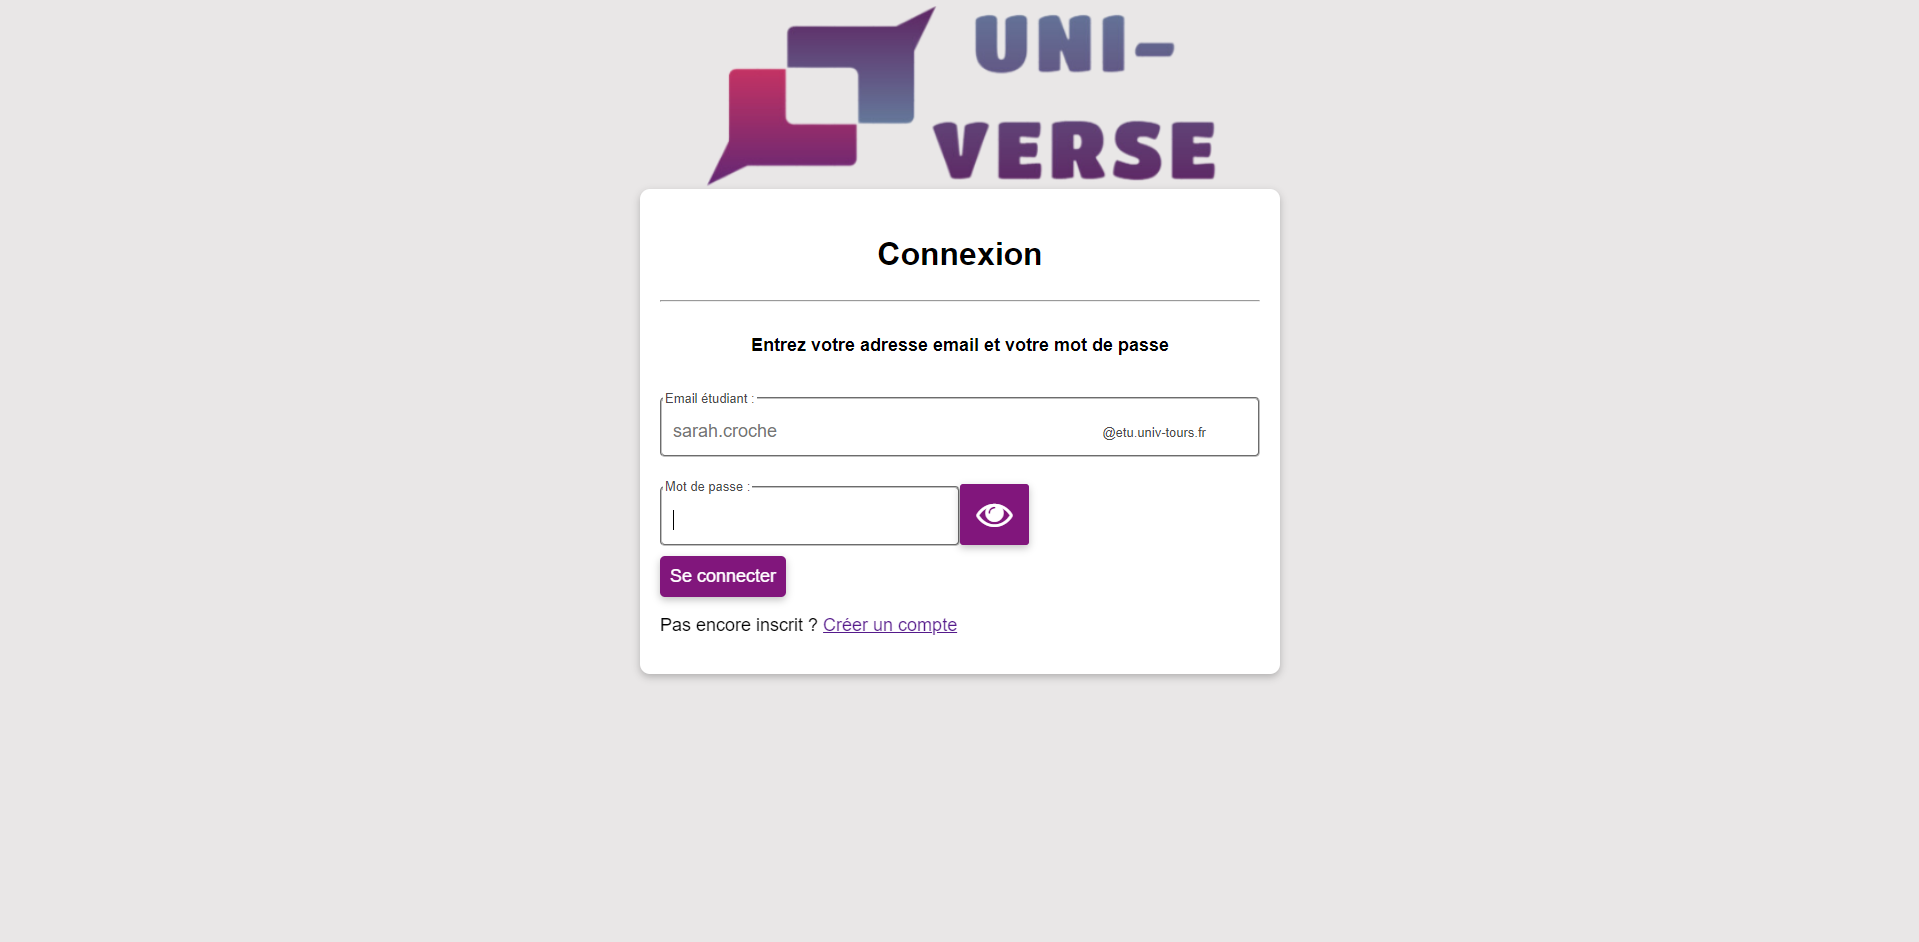 UNI-
VERSE
Connexion
Entrez votre adresse email et votre mot de passe
Email étudiant :
sarah.croche @etu.univ-tours.fr
Mot de passe :
Se connecter
Pas encore inscrit ? Créer un compte